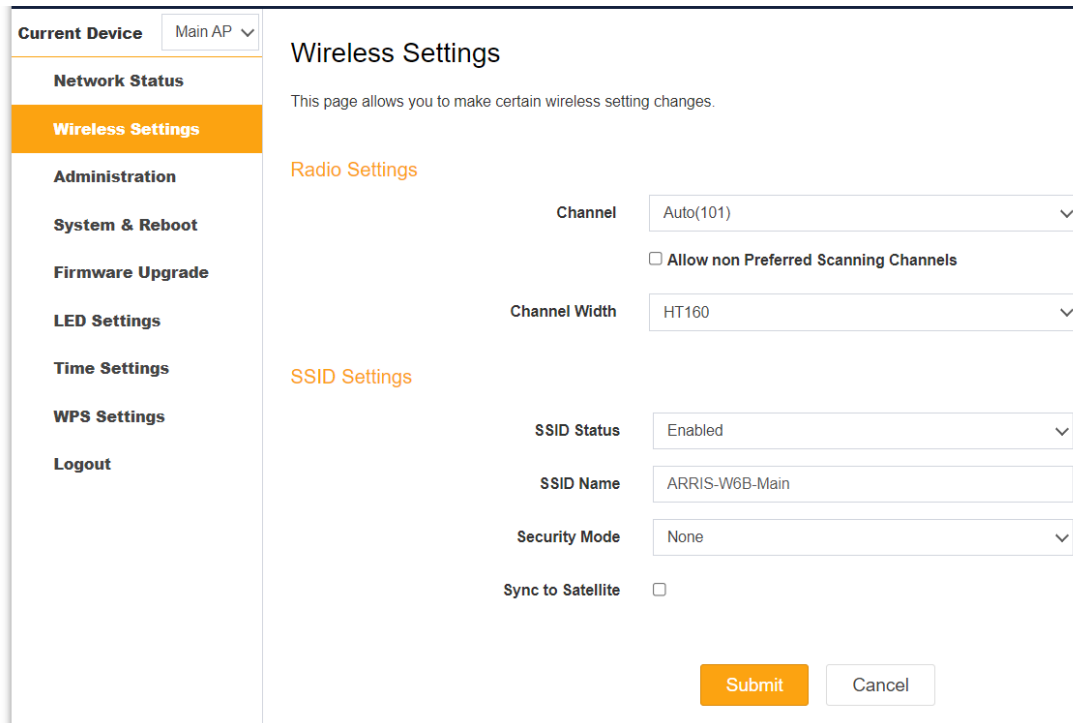 Current Device Main AP
Network Status
Wireless Settings
Administration
System & Reboot
Firmware Upgrade
LED Settings
Time Settings
WPS Settings
Logout
Wireless Settings
This page allows you to make certain wireless setting changes.
Radio Settings
Channel Auto(101)
Allow non Preferred Scanning Channels
Channel Width HT160
SSID Settings
SSID Status Enabled
SSID Name ARRIS-W6B-Main
Security Mode None
Sync to Satellite
Submit Cancel